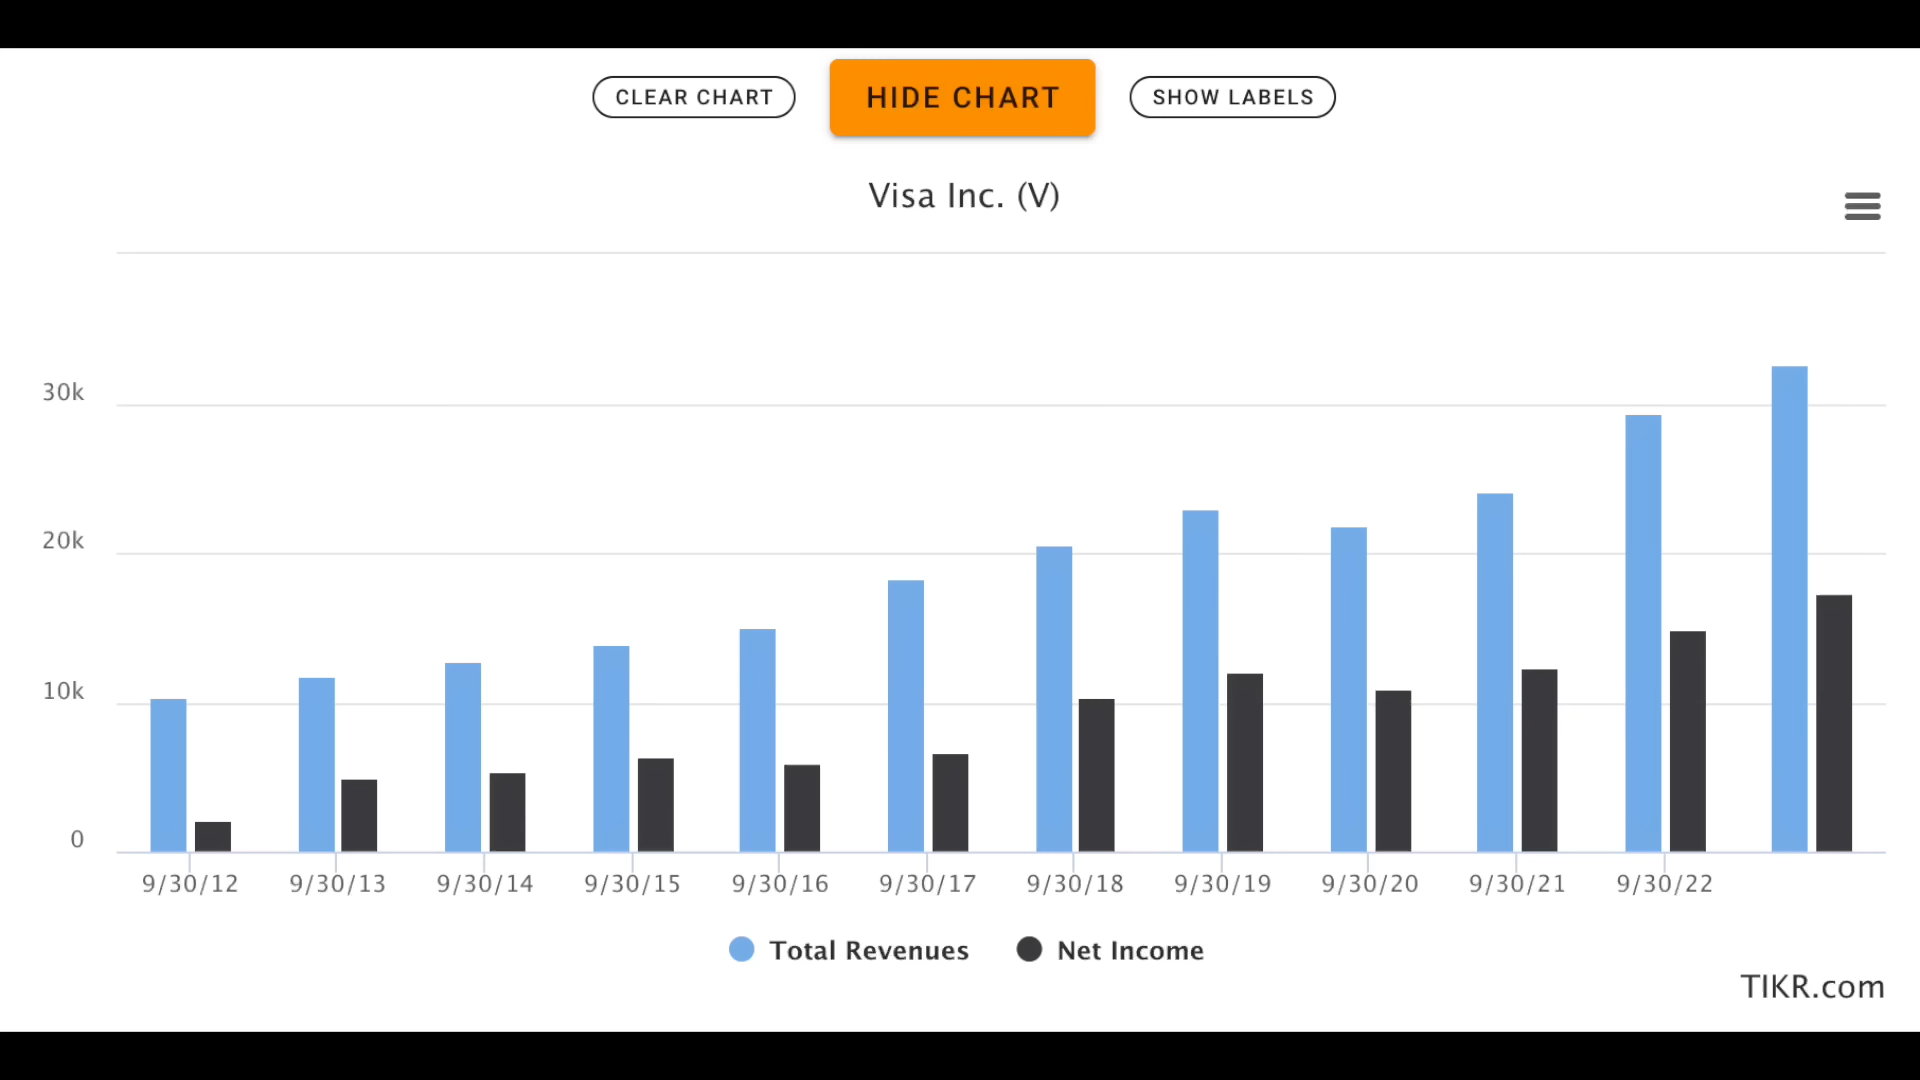 CLEAR CHART
HIDE CHART
SHOW LABELS
Visa Inc. (V)
30k
20k
10k
0
9/30/12 9/30/13 9/30/14 9/30/15 9/30/16 9/30/17 9/30/18 9/30/19 9/30/20 9/30/21 9/30/22
Total Revenues Net Income
TIKR.com